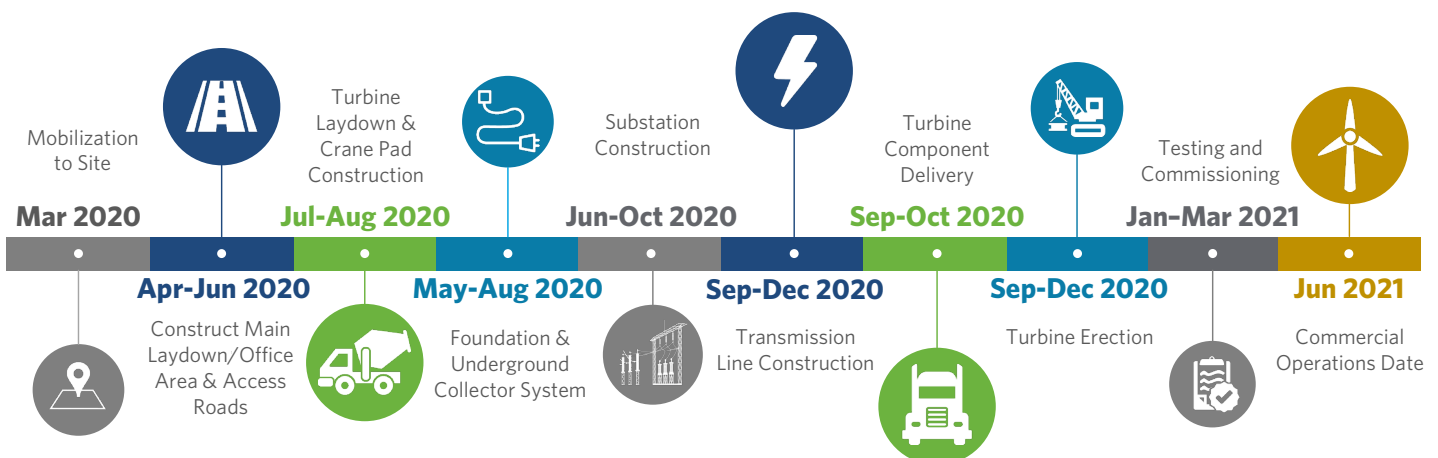 Mobilization
to Site
Mar 2020
Apr-Jun 2020
Construct Main
Laydown/Office
Area & Access
Roads
Turbine
Laydown &
Crane Pad
Construction
Jul-Aug 2020
May-Aug 2020
Foundation &
Underground
Collector System
Substation
Construction
Jun-Oct 2020
Sep-Dec 2020
Transmission
Line Construction
Turbine
Component
Delivery
Sep-Oct 2020
Sep-Dec 2020
Turbine Erection
Testing and
Commissioning
Jan–Mar 2021
Jun 2021
Commercial
Operations Date